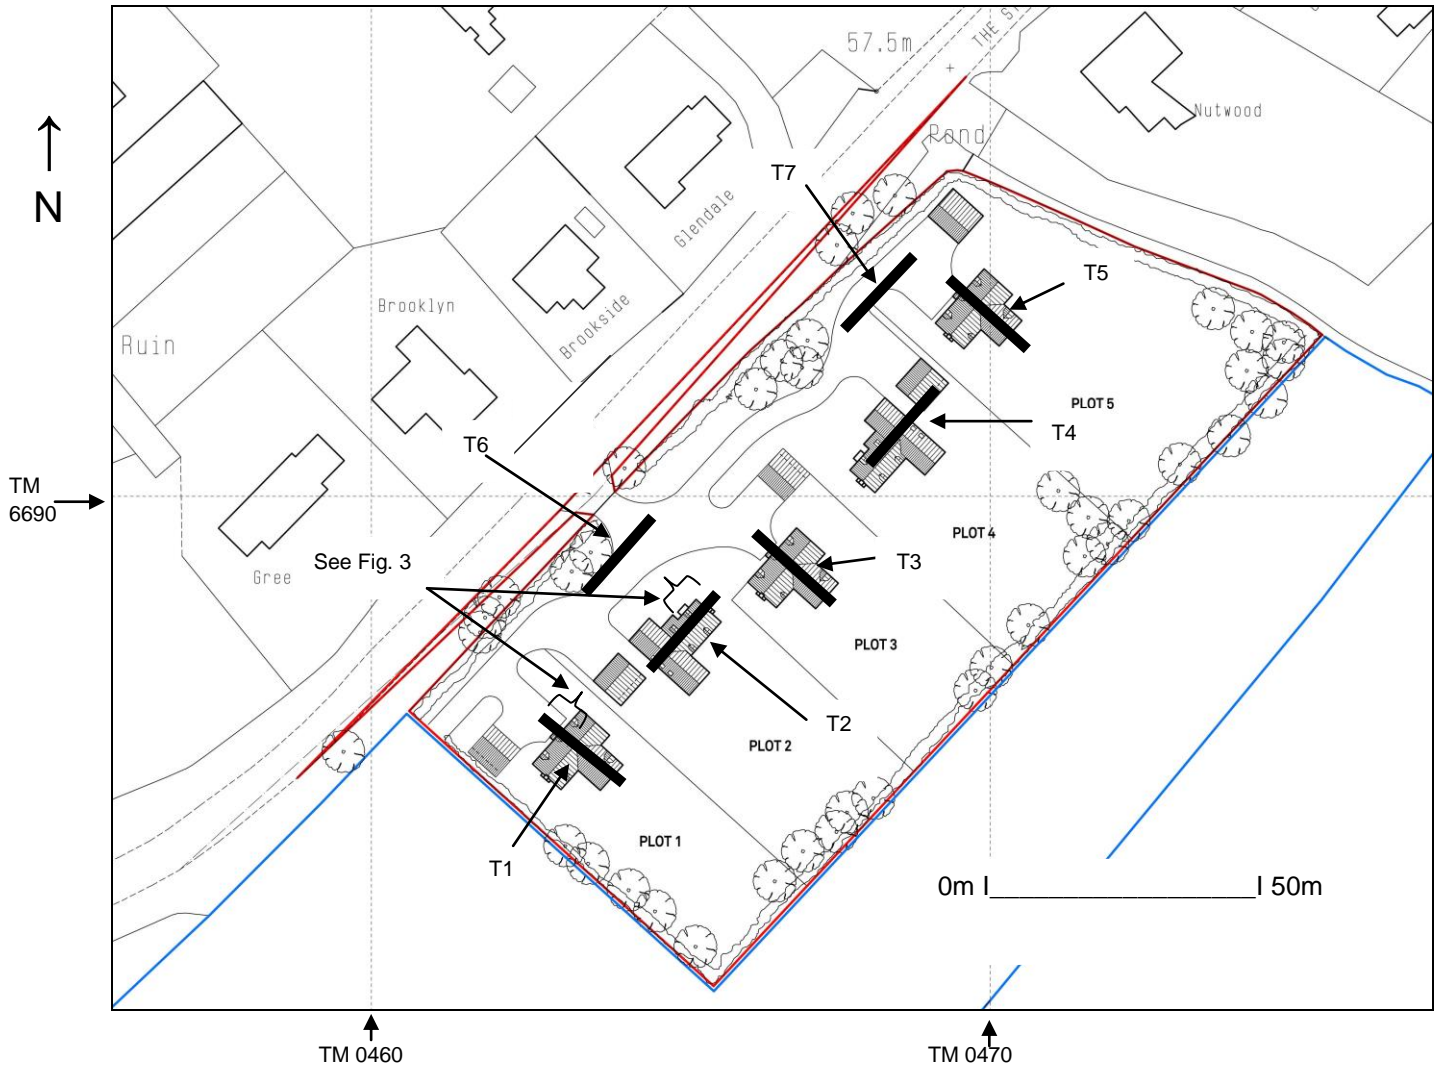 57.5m
THE ST
Pond
Nutwood
N
T7
Glendale
T5
Brooklyn
Brookside
Ruin
PLOT 5
T6
T4
TM
6690
See Fig. 3
PLOT 4
Gree
T3
PLOT 3
T2
PLOT 2
PLOT 1
T1
0m I___________________I 50m
TM 0460
TM 0470